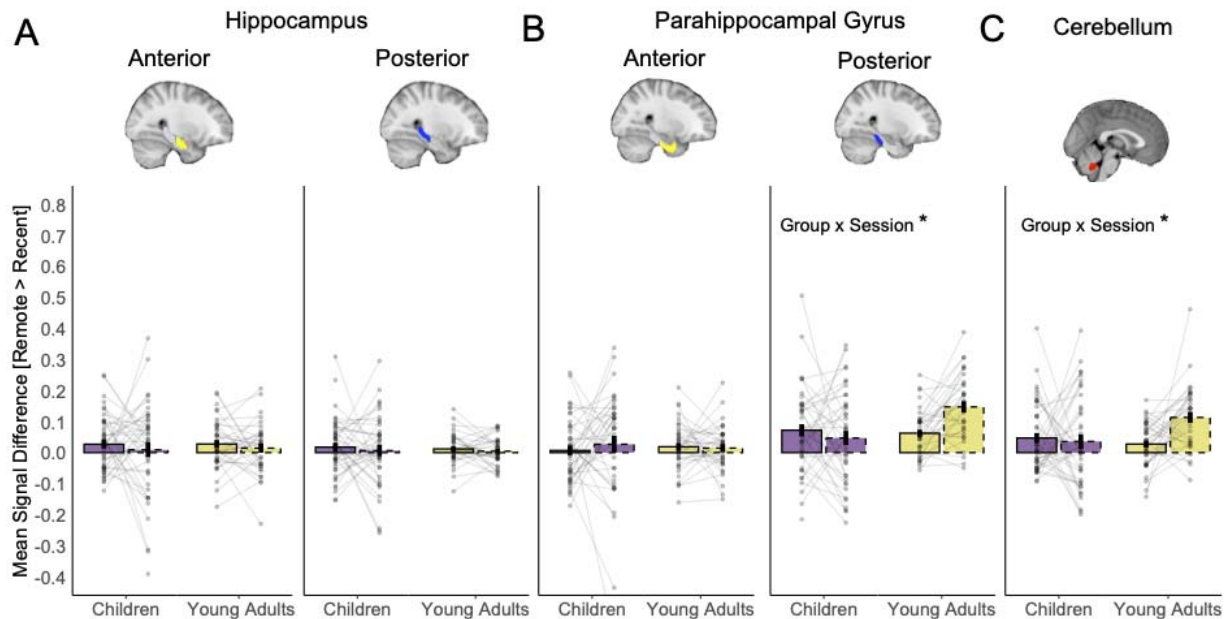 A
Hippocampus
Anterior
Posterior
B
Parahippocampal Gyrus
Anterior
Posterior
C
Cerebellum
Mean Signal Difference [Remote > Recent]
0.8
0.7
0.6
0.5
0.4
0.3
0.2
0.1
0.0
-0.1
-0.2
-0.3
-0.4
Group x Session *
Group x Session *
Children Young Adults
Children Young Adults
Children Young Adults
Children Young Adults
Children Young Adults